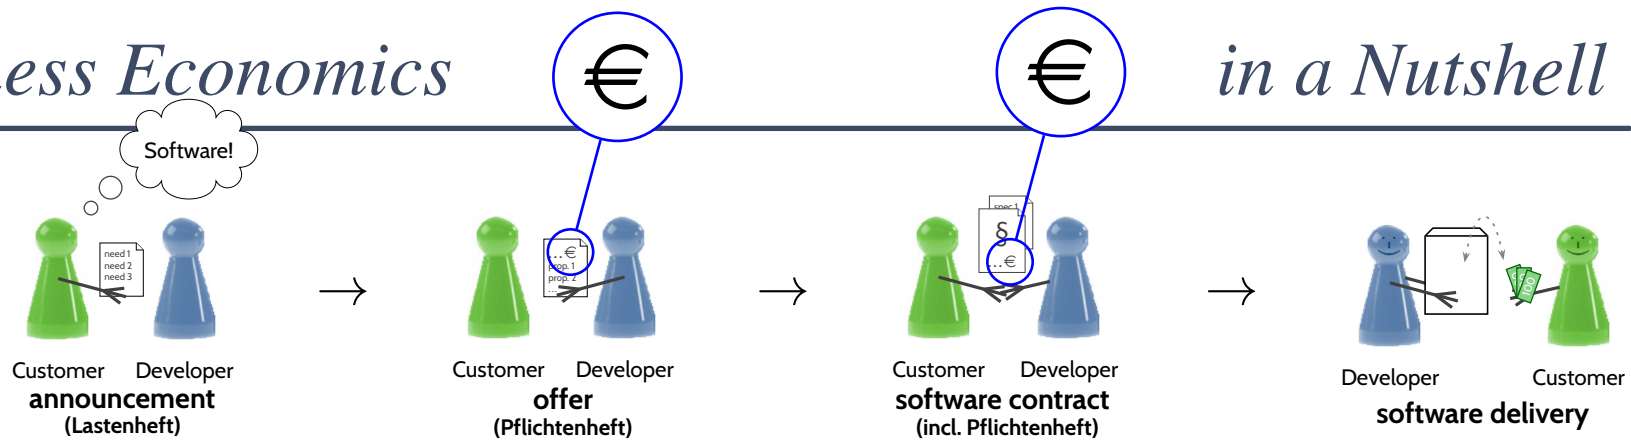 ess Economics
€
€
in a Nutshell
Software!
need 1
need 2
need 3
...€
prop. 1
prop. 2
...
spec 1
§
...€
100
Customer
Developer
announcement
(Lastenheft)
→
Customer
Developer
offer
(Pflichtenheft)
→
Customer
Developer
software contract
(incl. Pflichtenheft)
→
Developer
Customer
software delivery